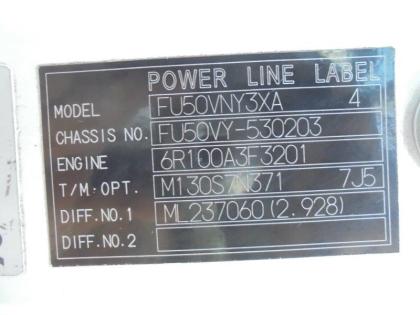 POWER LINE LABEL
MODEL FU50VNY3XA 4
CHASSIS NO. FU50VY-530203
ENGINE 6R100A3F3201
T/M:OPT. M130S7N371 7J5
DIFF.NO.1 ML237060(2.928)
DIFF.NO.2